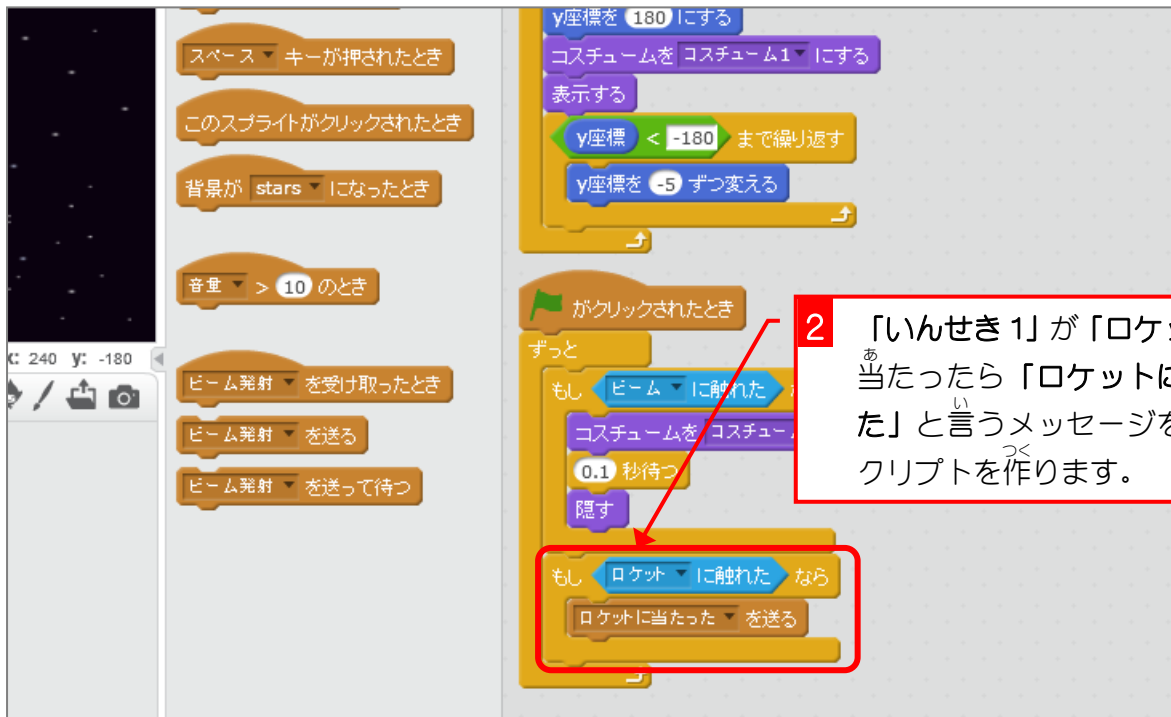 スペース キーが押されたとき
このスプライトがクリックされたとき
背景が stars になったとき
音量 > 10 のとき
x: 240 y: -180
ビーム発射 を受け取ったとき
ビーム発射 を送る
ビーム発射 を送って待つ
y座標を 180 にする
コスチュームを コスチューム1 にする
表示する
y座標 < -180 まで繰り返す
y座標を -5 ずつ変える
がクリックされたとき
ずっと
もし ビーム に触れた
コスチュームを コスチュー
0.1 秒待つ
隠す
もし ロケット に触れた なら
ロケットに当たった を送る
2 「いんせき1」が「ロケ
あ
当たったら「ロケットに
い
た」と言うメッセージを
つく
クリプトを作ります。